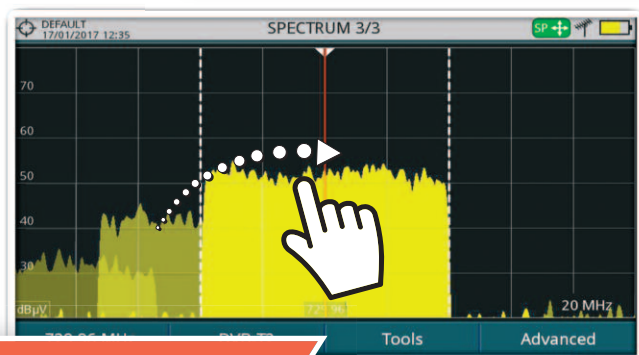 DEFAULT
17/01/2017 12:35
SPECTRUM 3/3
SP
70
60
50
40
30
dBμV
20 MHz
Tools
Advanced